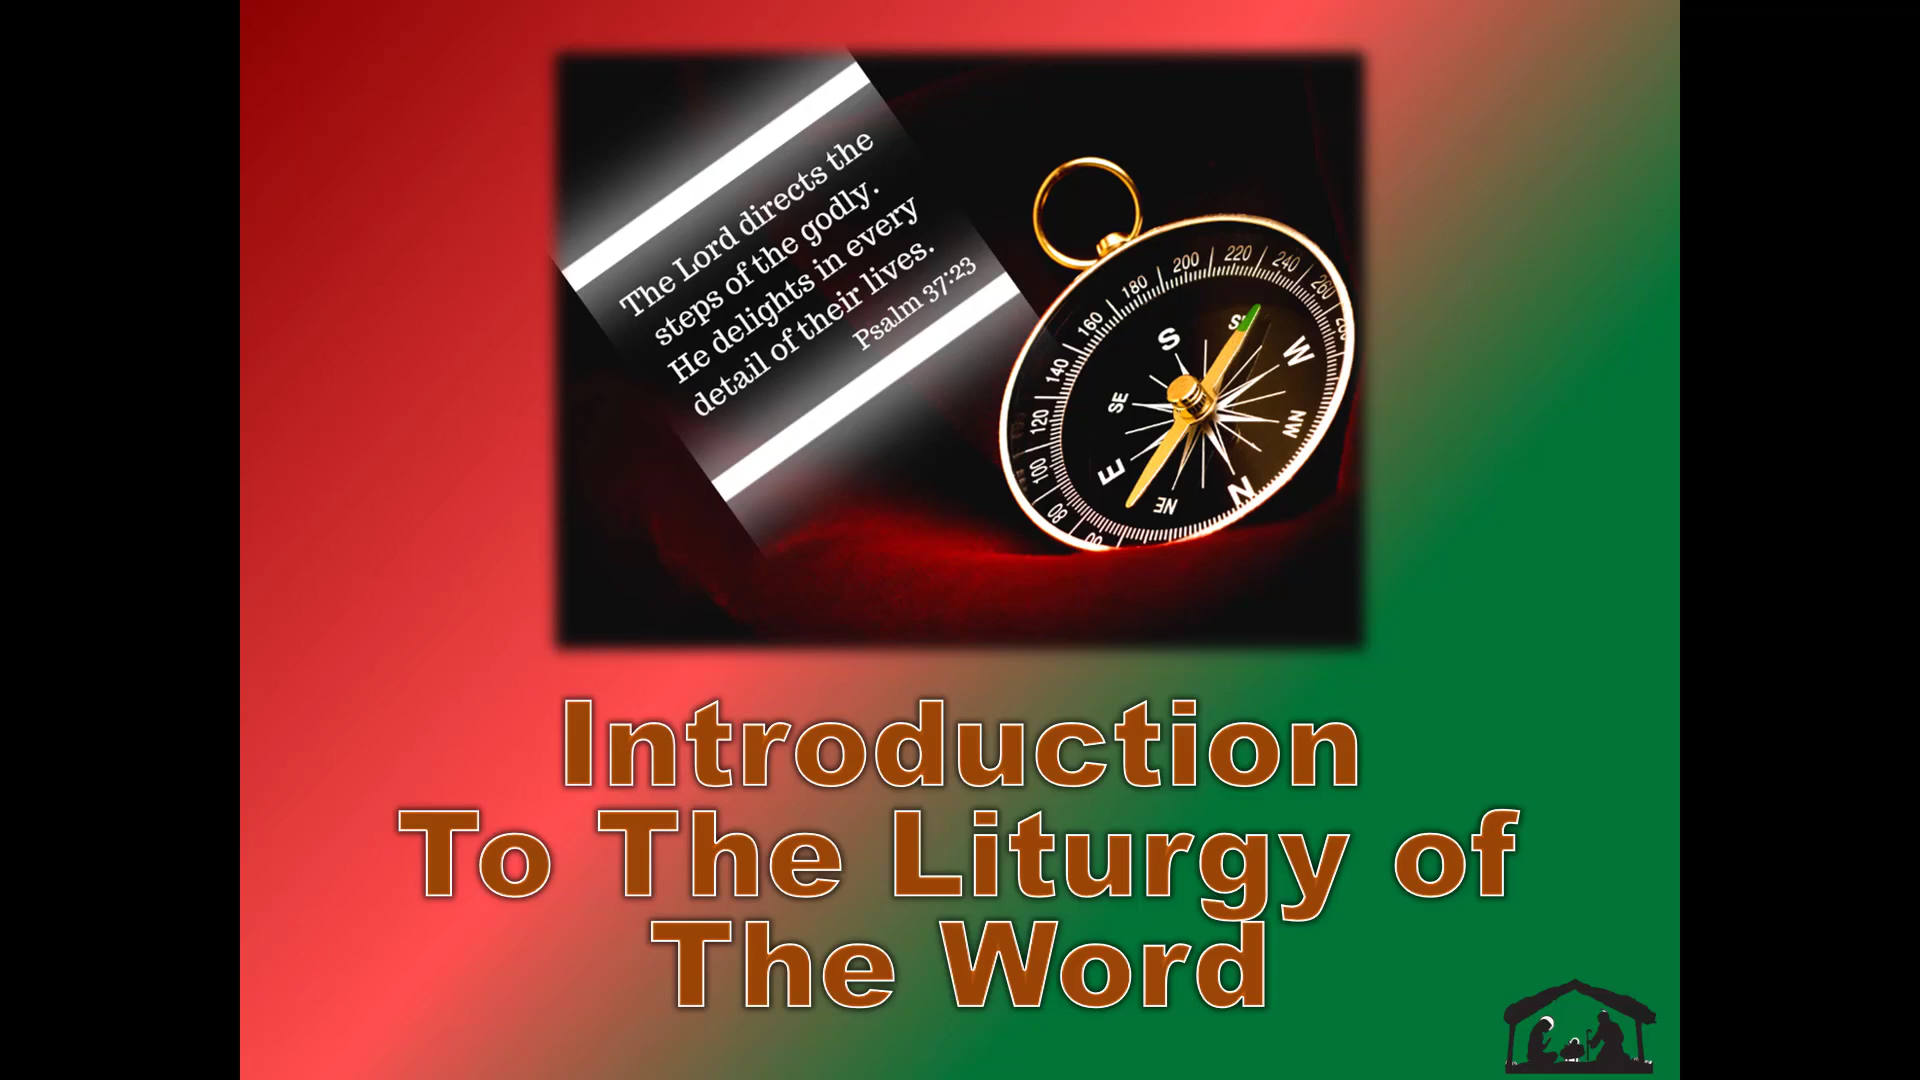 The Lord directs the
steps of the godly.
He delights in every
detail of their lives.
Psalm 37:23
80
100
120
140
160
180
200
220
240
260
S
W
NW
N
NE
E
SE
Introduction
To The Liturgy of
The Word